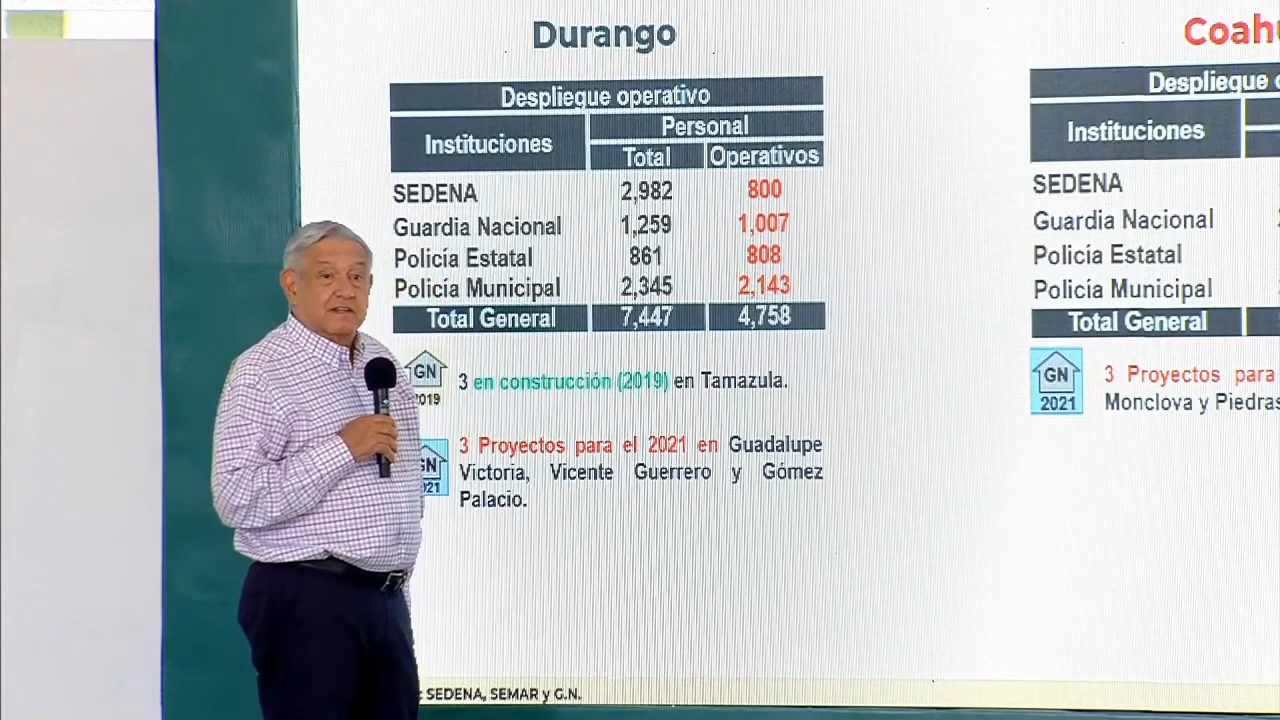 Durango
Despliegue operativo
Instituciones
Personal
Total
Operativos
SEDENA 2,982 800
Guardia Nacional 1,259 1,007
Policía Estatal 861 808
Policía Municipal 2,345 2,143
Total General 7,447 4,758
GN
2019
3 en construcción (2019) en Tamazula.
GN
2021
3 Proyectos para el 2021 en Guadalupe
Victoria, Vicente Guerrero y Gómez
Palacio.
: SEDENA, SEMAR y G.N.
Coahu
Despliegue
Instituciones
SEDENA
Guardia Nacional
Policía Estatal
Policía Municipal
Total General
GN
2021
3 Proyectos para
Monclova y Piedras